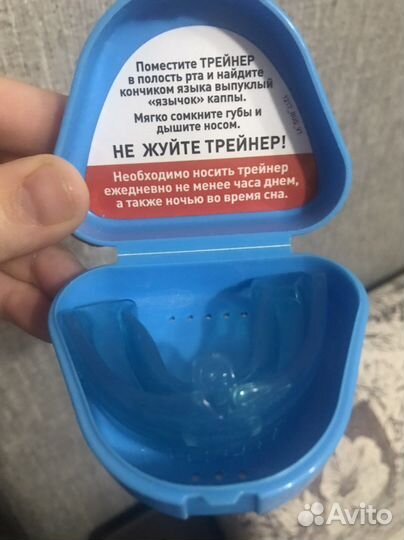 Поместите ТРЕЙНЕР
в полость рта и найдите
кончиком языка выпуклый
«язычок» каппы.
Мягко сомкните губы и
дышите носом.
НЕ ЖУЙТЕ ТРЕЙНЕР!
Необходимо носить трейнер
ежедневно не менее часа днем,
а также ночью во время сна.
Avito